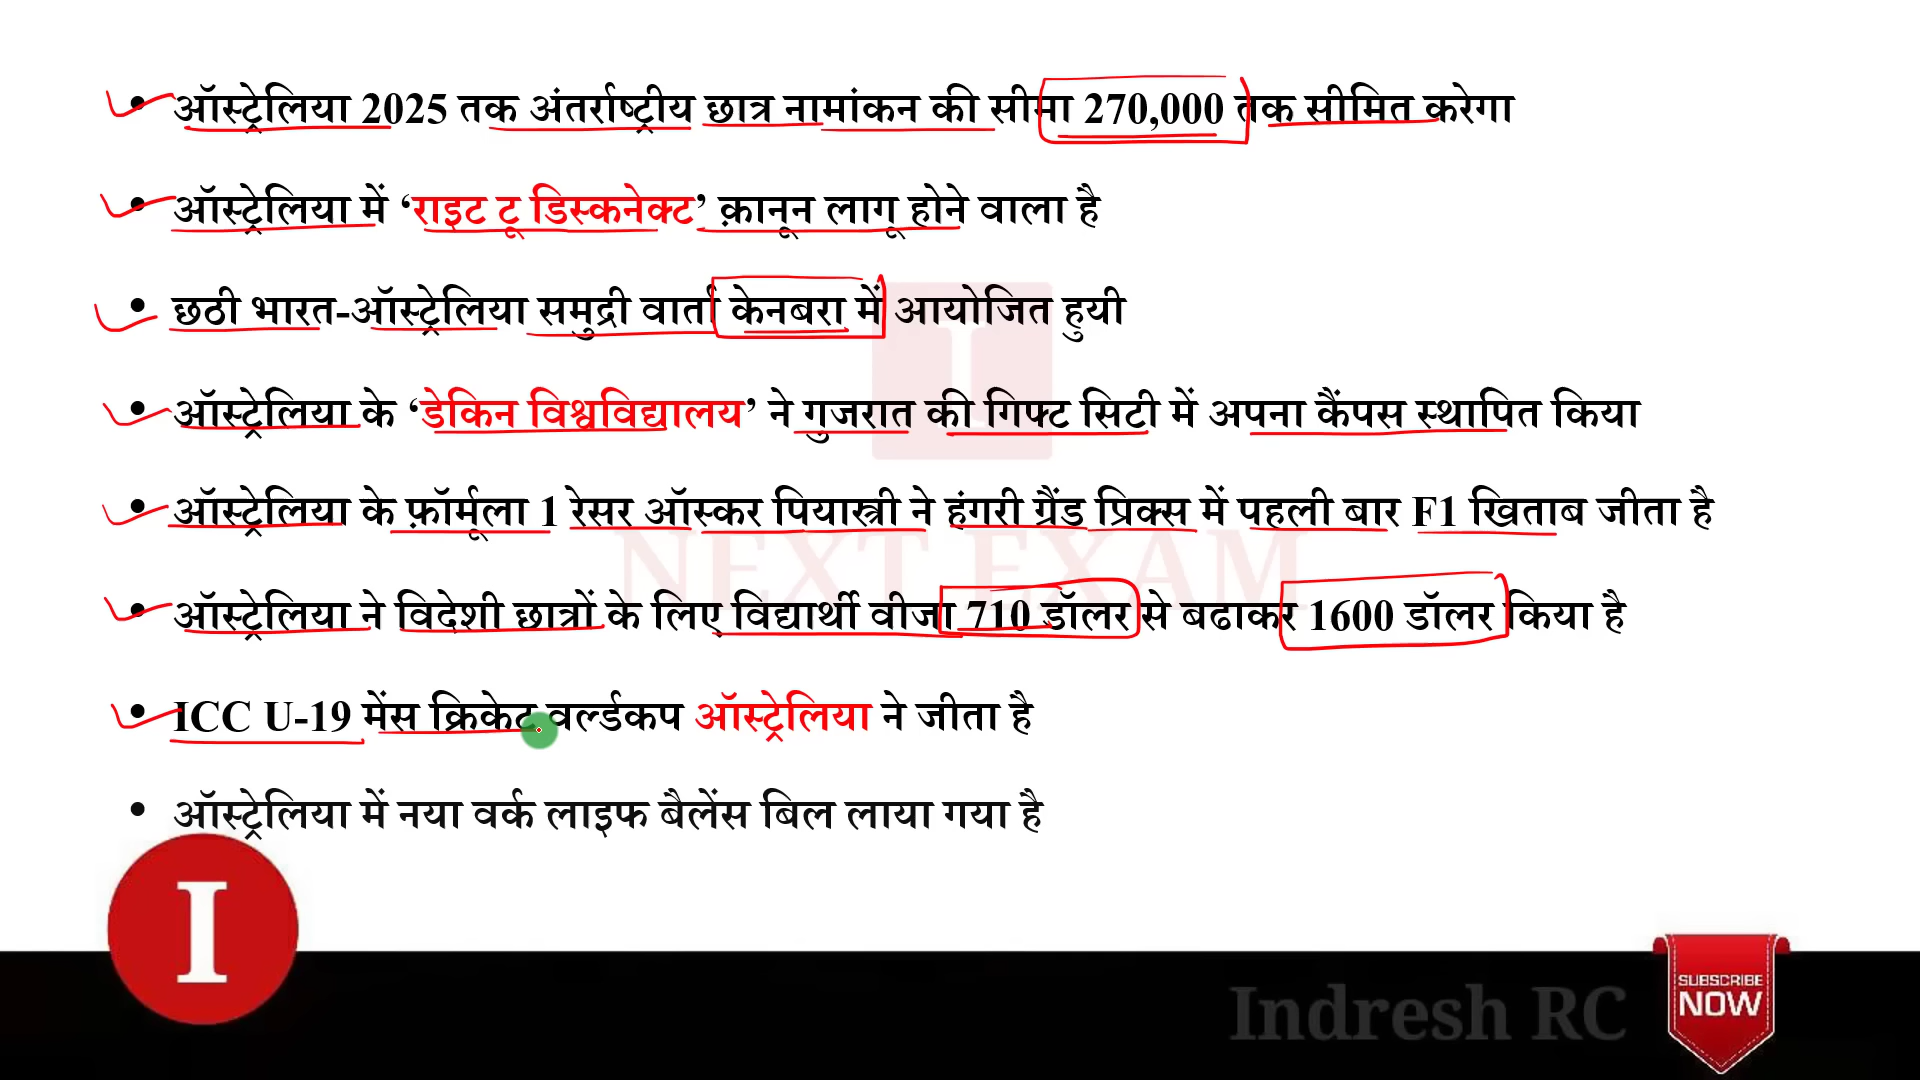 • ऑस्ट्रेलिया 2025 तक अंतर्राष्ट्रीय छात्र नामांकन की सीमा 270,000 तक सीमित करेगा
• ऑस्ट्रेलिया में ‘राइट टू डिस्कनेक्ट’ क़ानून लागू होने वाला है
• छठी भारत-ऑस्ट्रेलिया समुद्री वार्ता केनबरा में आयोजित हुयी
• ऑस्ट्रेलिया के ‘डेकिन विश्वविद्यालय’ ने गुजरात की गिफ्ट सिटी में अपना कैंपस स्थापित किया
• ऑस्ट्रेलिया के फ़ॉर्मूला 1 रेसर ऑस्कर पियास्त्री ने हंगरी ग्रैंड प्रिक्स में पहली बार F1 खिताब जीता है
• ऑस्ट्रेलिया ने विदेशी छात्रों के लिए विद्यार्थी वीजा 710 डॉलर से बढाकर 1600 डॉलर किया है
• ICC U-19 मेंस क्रिकेट वर्ल्डकप ऑस्ट्रेलिया ने जीता है
• ऑस्ट्रेलिया में नया वर्क लाइफ बैलेंस बिल लाया गया है
I
NEXT EXAM
I
Indresh RC
SUBSCRIBE
NOW